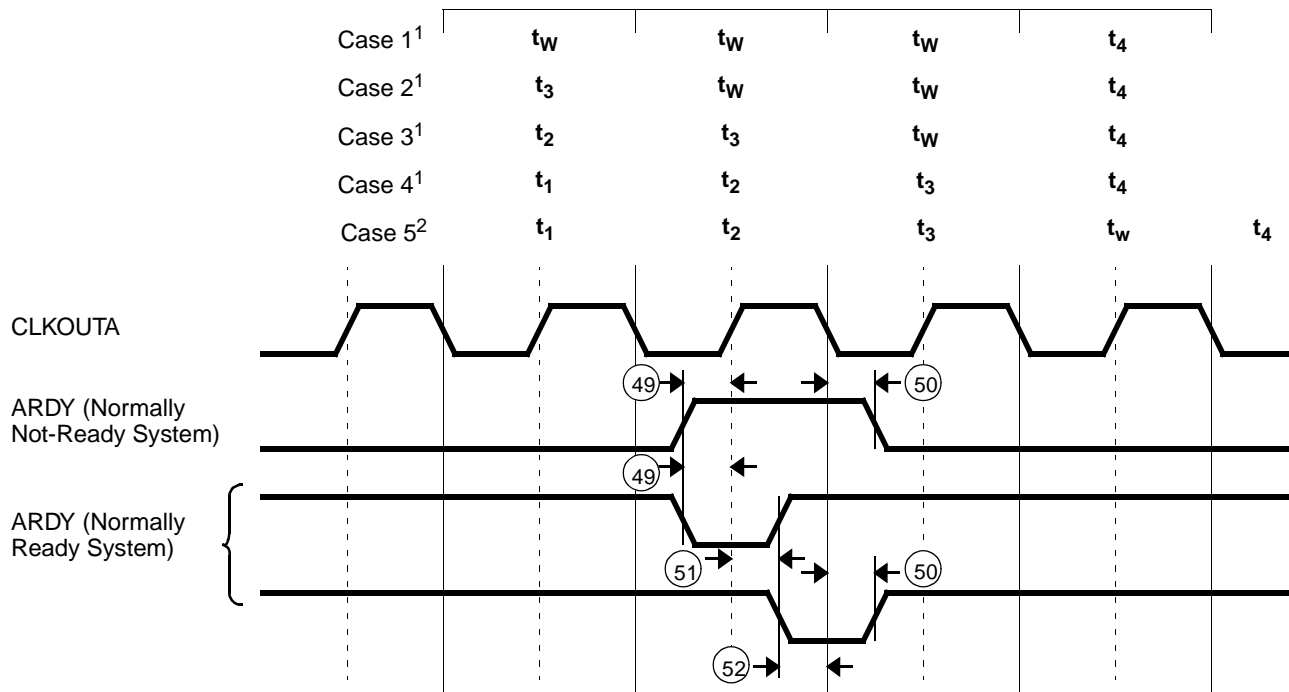 Case 1¹ tW tW tW t4
Case 2¹ t3 tW tW t4
Case 3¹ t2 t3 tW t4
Case 4¹ t1 t2 t3 t4
Case 5² t1 t2 t3 tw t4
CLKOUTA
49 50
ARDY (Normally
Not-Ready System)
49
ARDY (Normally
Ready System)
51 50
52